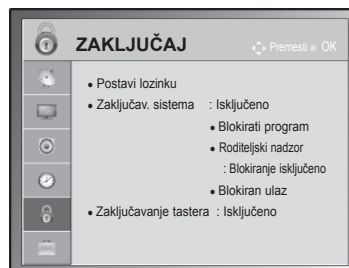 ZAKLJUČAJ
Premesti OK
• Postavi lozinku
• Zaključav. sistema : Isključeno
• Blokirati program
• Roditeljski nadzor
: Blokiranje isključeno
• Blokiran ulaz
• Zaključavanje tastera : Isključeno